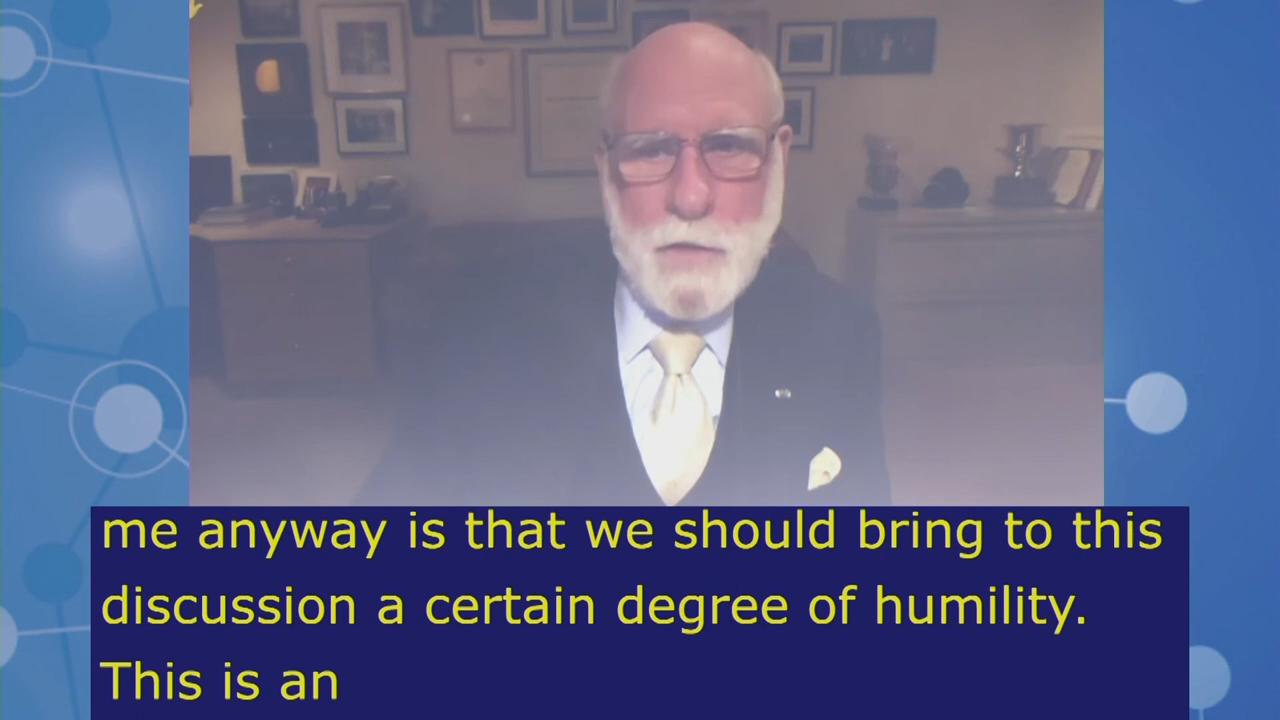 me anyway is that we should bring to this
discussion a certain degree of humility.
This is an